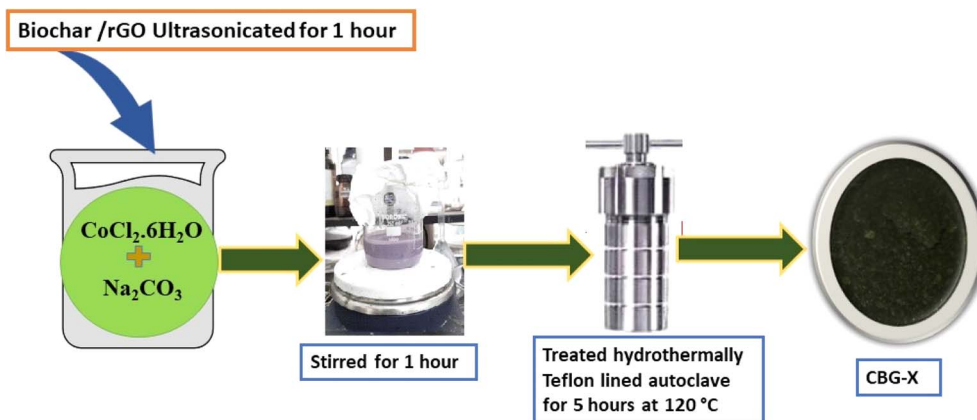 Biochar /rGO Ultrasonicated for 1 hour
CoCl₂.6H₂O
+
Na₂CO₃
Stirred for 1 hour
Treated hydrothermally
Teflon lined autoclave
for 5 hours at 120 °C
CBG-X